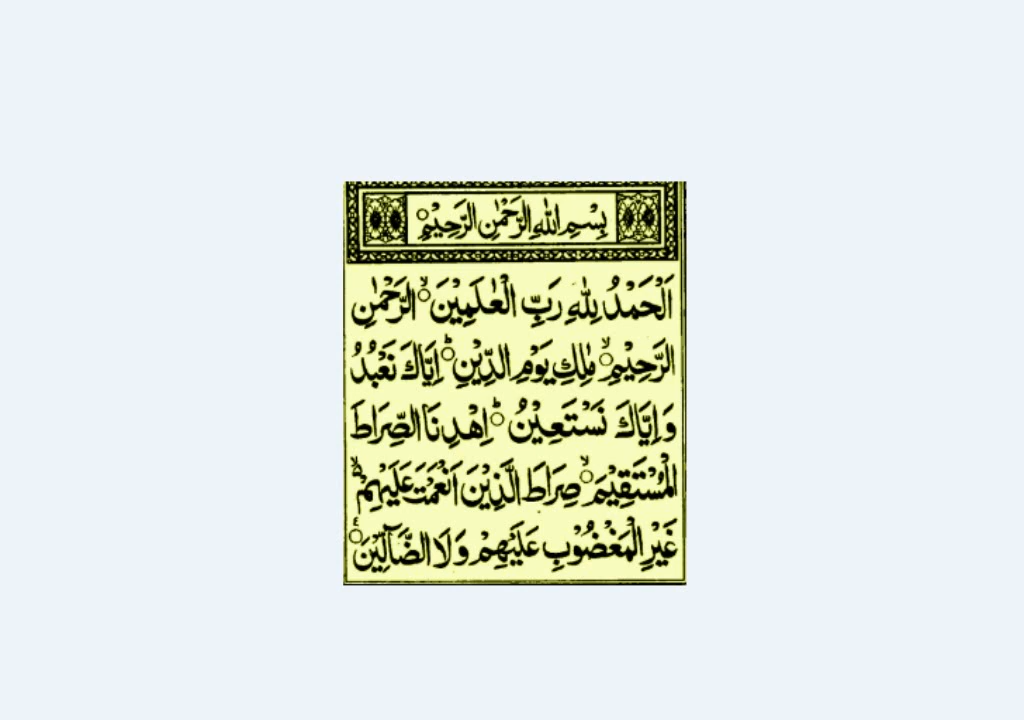 بِسْمِ اللّٰهِ الرَّحْمٰنِ الرَّحِيْمِ○
اَلْحَمْدُ لِلّٰهِ رَبِّ الْعٰلَمِيْنَ○ۙ الرَّحْمٰنِ
الرَّحِيْمِ○ۙ مٰلِكِ يَوْمِ الدِّيْنِ○ؕ اِيَّاكَ نَعْبُدُ
وَاِيَّاكَ نَسْتَعِيْنُ○ؕ اِهْدِنَا الصِّرَاطَ
الْمُسْتَقِيْمَ○ۙ صِرَاطَ الَّذِيْنَ اَنْعَمْتَ عَلَيْهِمْ○ۙ
غَيْرِ الْمَغْضُوْبِ عَلَيْهِمْ وَلَا الضَّآلِّيْنَ○